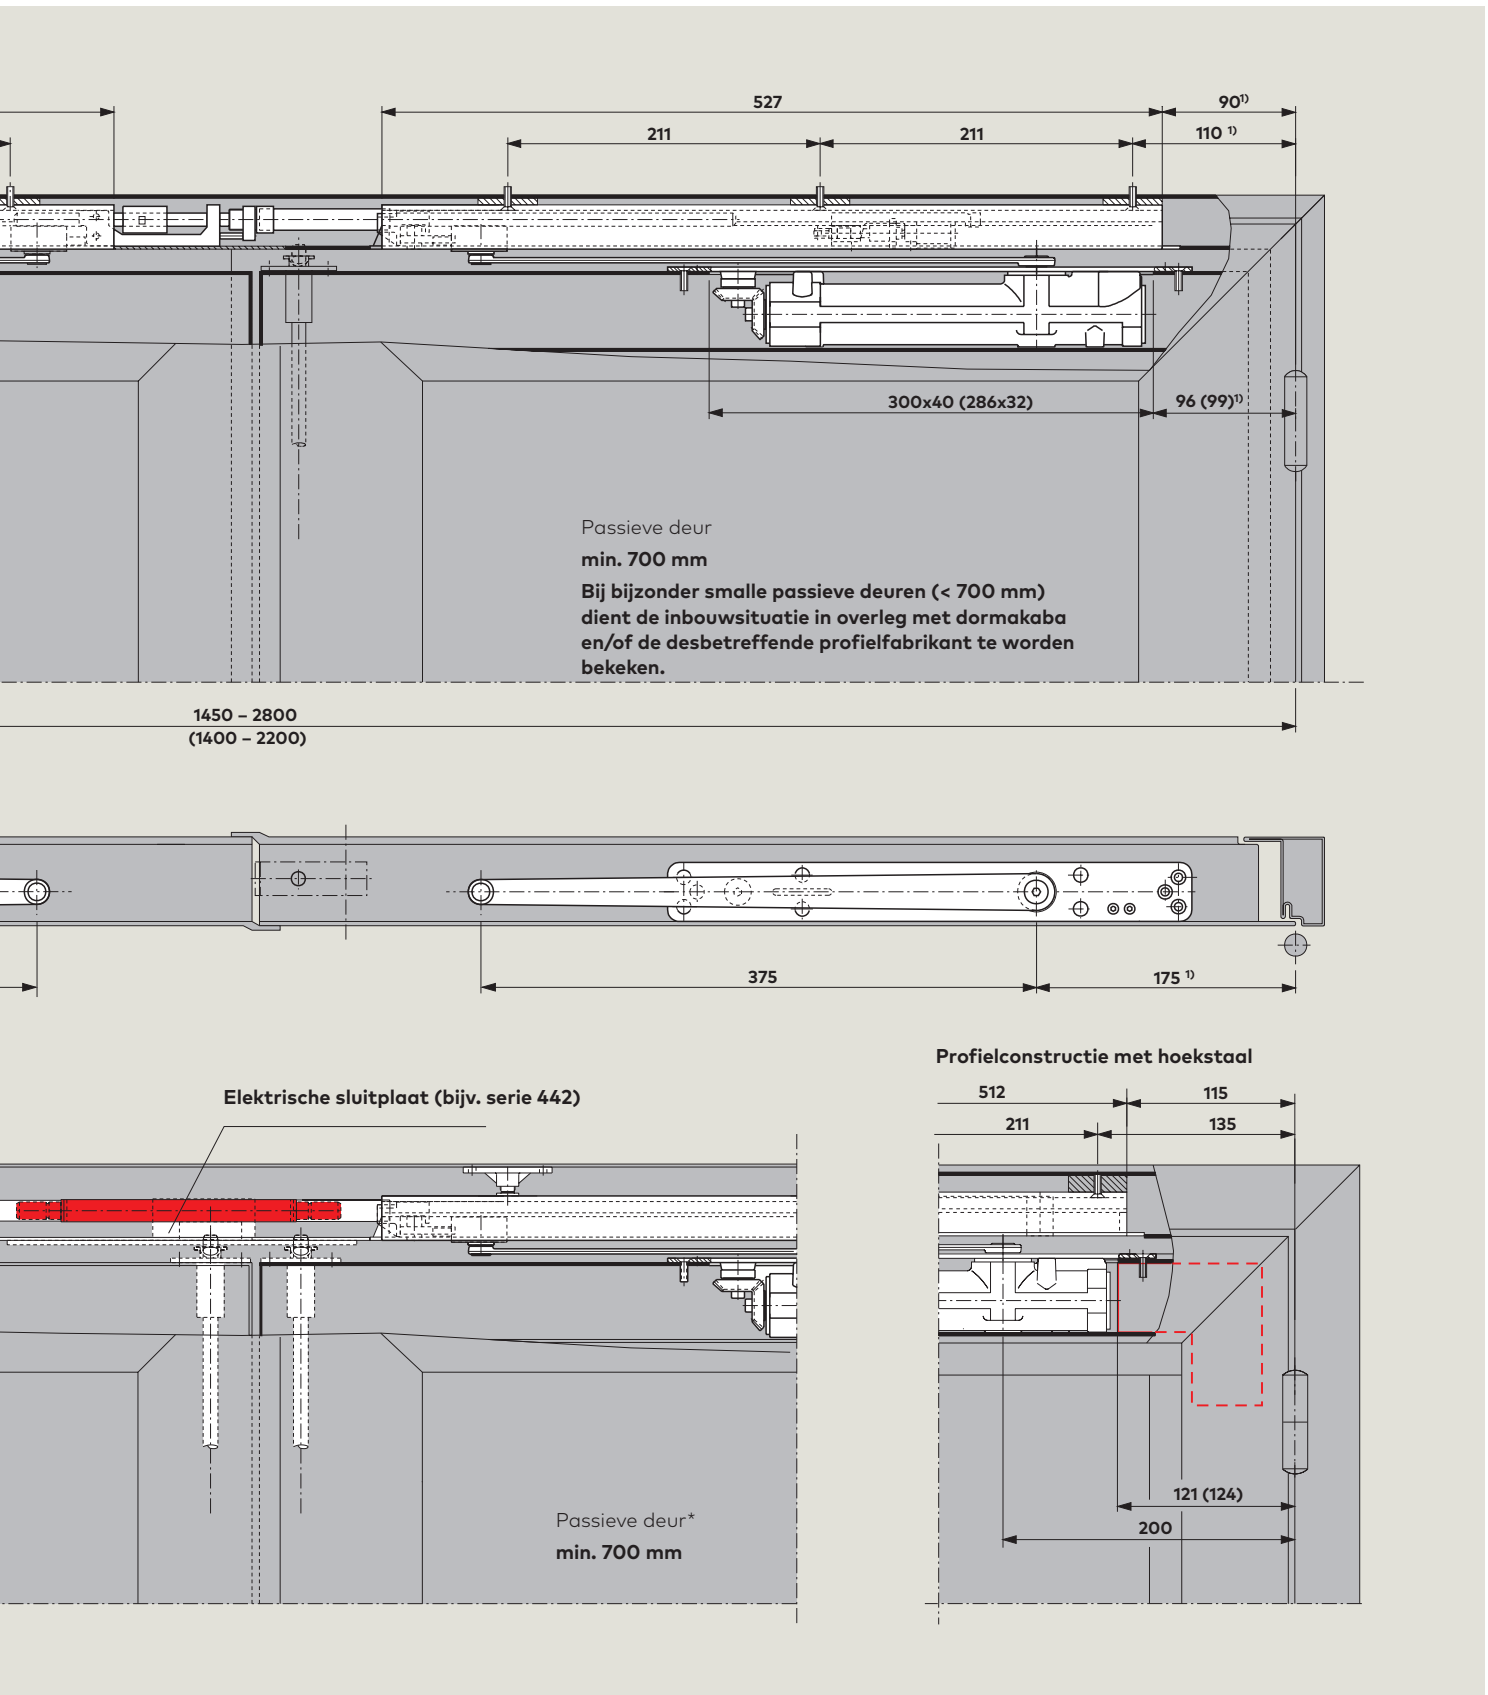 527
90¹⁾
211
211
110 ¹⁾
300x40 (286x32)
96 (99)¹⁾
Passieve deur
min. 700 mm
Bij bijzonder smalle passieve deuren (< 700 mm)
dient de inbouwsituatie in overleg met dormakaba
en/of de desbetreffende profielfabrikant te worden
bekeken.
1450 – 2800
(1400 – 2200)
375
175 ¹⁾
Profielconstructie met hoekstaal
Elektrische sluitplaat (bijv. serie 442)
512
115
211
135
121 (124)
200
Passieve deur*
min. 700 mm